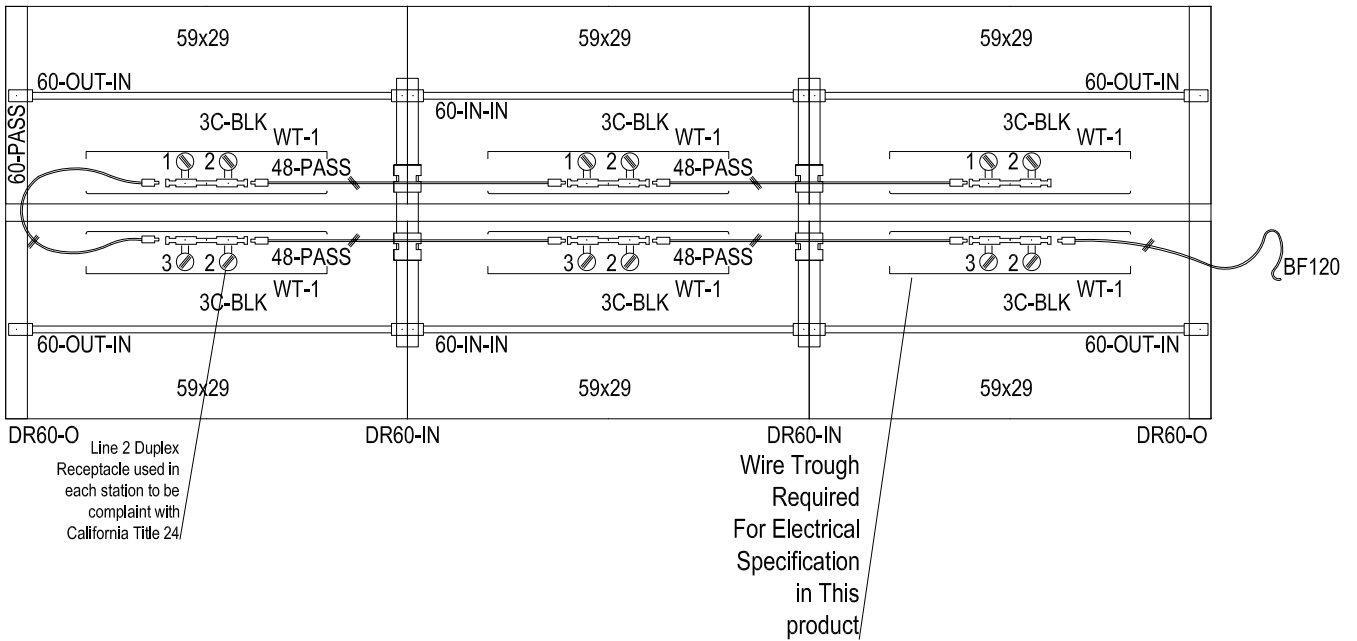 59x29 59x29 59x29
60-OUT-IN 60-OUT-IN
60-PASS
60-IN-IN
3C-BLK 3C-BLK 3C-BLK
WT-1 WT-1 WT-1
1 2 1 2 1 2
48-PASS 48-PASS
48-PASS 48-PASS
3 2 3 2 3 2
BF120
WT-1 WT-1 WT-1
3C-BLK 3C-BLK 3C-BLK
60-OUT-IN 60-IN-IN 60-OUT-IN
59x29 59x29 59x29
DR60-O DR60-IN DR60-IN DR60-O
Line 2 Duplex
Receptacle used in
each station to be
complaint with
California Title 24
Wire Trough
Required
For Electrical
Specification
in This
product